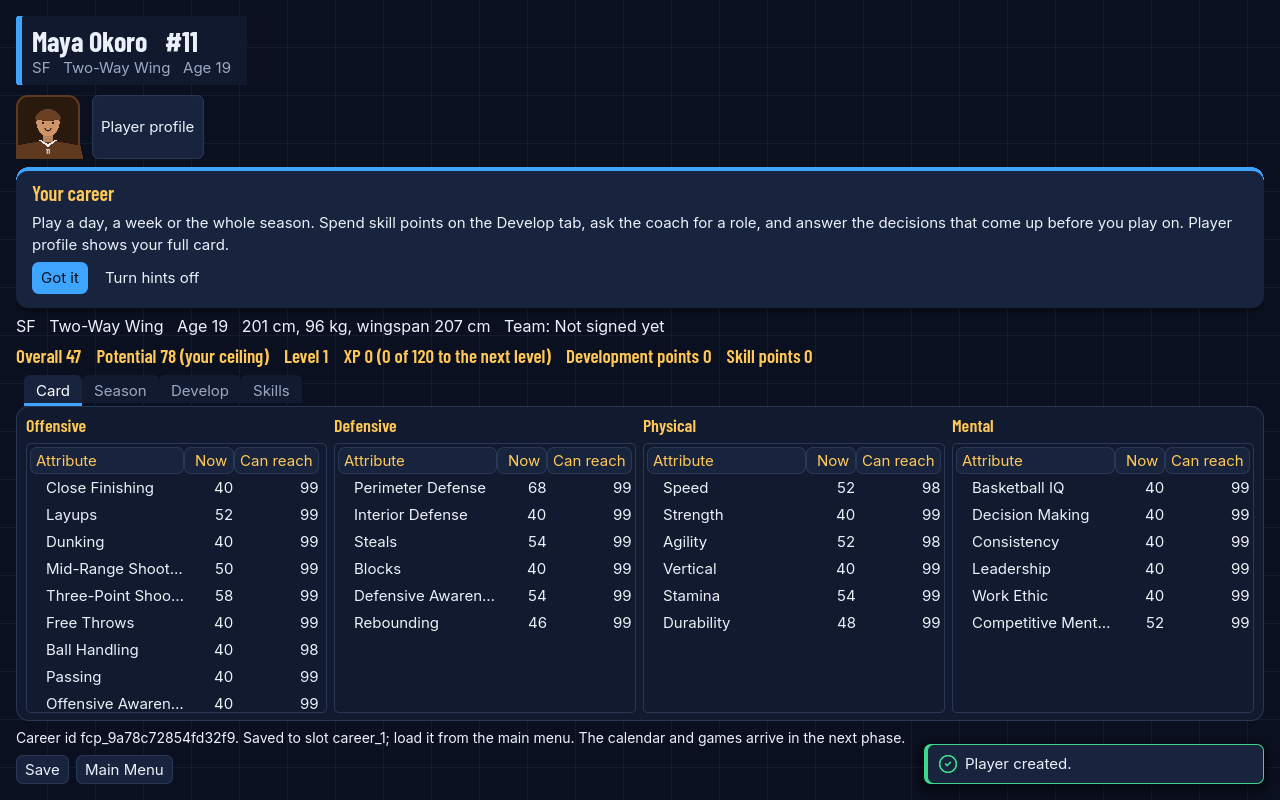 Maya Okoro #11
SF Two-Way Wing Age 19
11
Player profile
Your career
Play a day, a week or the whole season. Spend skill points on the Develop tab, ask the coach for a role, and answer the decisions that come up before you play on. Player
profile shows your full card.
Got it Turn hints off
SF Two-Way Wing Age 19 201 cm, 96 kg, wingspan 207 cm Team: Not signed yet
Overall 47 Potential 78 (your ceiling) Level 1 XP 0 (0 of 120 to the next level) Development points 0 Skill points 0
Card Season Develop Skills
Offensive
Attribute Now Can reach
Close Finishing 40 99
Layups 52 99
Dunking 40 99
Mid-Range Shoot... 50 99
Three-Point Shoo... 58 99
Free Throws 40 99
Ball Handling 40 98
Passing 40 99
Offensive Awaren... 40 99
Defensive
Attribute Now Can reach
Perimeter Defense 68 99
Interior Defense 40 99
Steals 54 99
Blocks 40 99
Defensive Awaren... 54 99
Rebounding 46 99
Physical
Attribute Now Can reach
Speed 52 98
Strength 40 99
Agility 52 98
Vertical 40 99
Stamina 54 99
Durability 48 99
Mental
Attribute Now Can reach
Basketball IQ 40 99
Decision Making 40 99
Consistency 40 99
Leadership 40 99
Work Ethic 40 99
Competitive Ment... 52 99
Career id fcp_9a78c72854fd32f9. Saved to slot career_1; load it from the main menu. The calendar and games arrive in the next phase.
Save Main Menu
Player created.